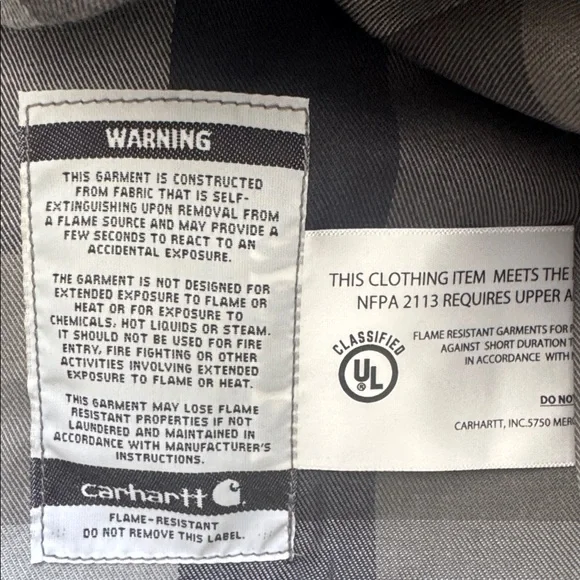 WARNING
THIS GARMENT IS CONSTRUCTED
FROM FABRIC THAT IS SELF-
EXTINGUISHING UPON REMOVAL FROM
A FLAME SOURCE AND MAY PROVIDE A
FEW SECONDS TO REACT TO AN
ACCIDENTAL EXPOSURE.
THE GARMENT IS NOT DESIGNED FOR
EXTENDED EXPOSURE TO FLAME OR
HEAT OR FOR EXPOSURE TO
CHEMICALS, HOT LIQUIDS OR STEAM.
IT SHOULD NOT BE USED FOR FIRE
ENTRY, FIRE FIGHTING OR OTHER
ACTIVITIES INVOLVING EXTENDED
EXPOSURE TO FLAME OR HEAT.
THIS GARMENT MAY LOSE FLAME
RESISTANT PROPERTIES IF NOT
LAUNDERED AND MAINTAINED IN
ACCORDANCE WITH MANUFACTURER'S
INSTRUCTIONS.
carhartt
FLAME-RESISTANT
DO NOT REMOVE THIS LABEL.
THIS CLOTHING ITEM MEETS THE
NFPA 2113 REQUIRES UPPER A
CLASSIFIED
UL
®
FLAME RESISTANT GARMENTS FOR
AGAINST SHORT DURATION T
IN ACCORDANCE WITH
DO NO
CARHARTT, INC.5750 MER